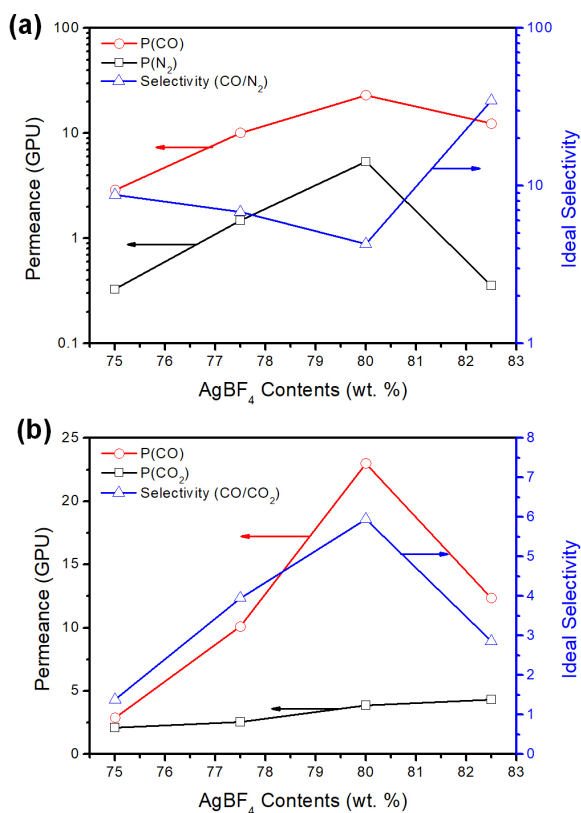 (a)
P(CO)
P(N₂)
Selectivity (CO/N₂)
100
10
1
0.1
Permeance (GPU)
100
10
1
Ideal Selectivity
75 76 77 78 79 80 81 82 83
AgBF₄ Contents (wt. %)
(b)
P(CO)
P(CO₂)
Selectivity (CO/CO₂)
25
20
15
10
5
0
Permeance (GPU)
8
7
6
5
4
3
2
1
0
Ideal Selectivity
75 76 77 78 79 80 81 82 83
AgBF₄ Contents (wt. %)